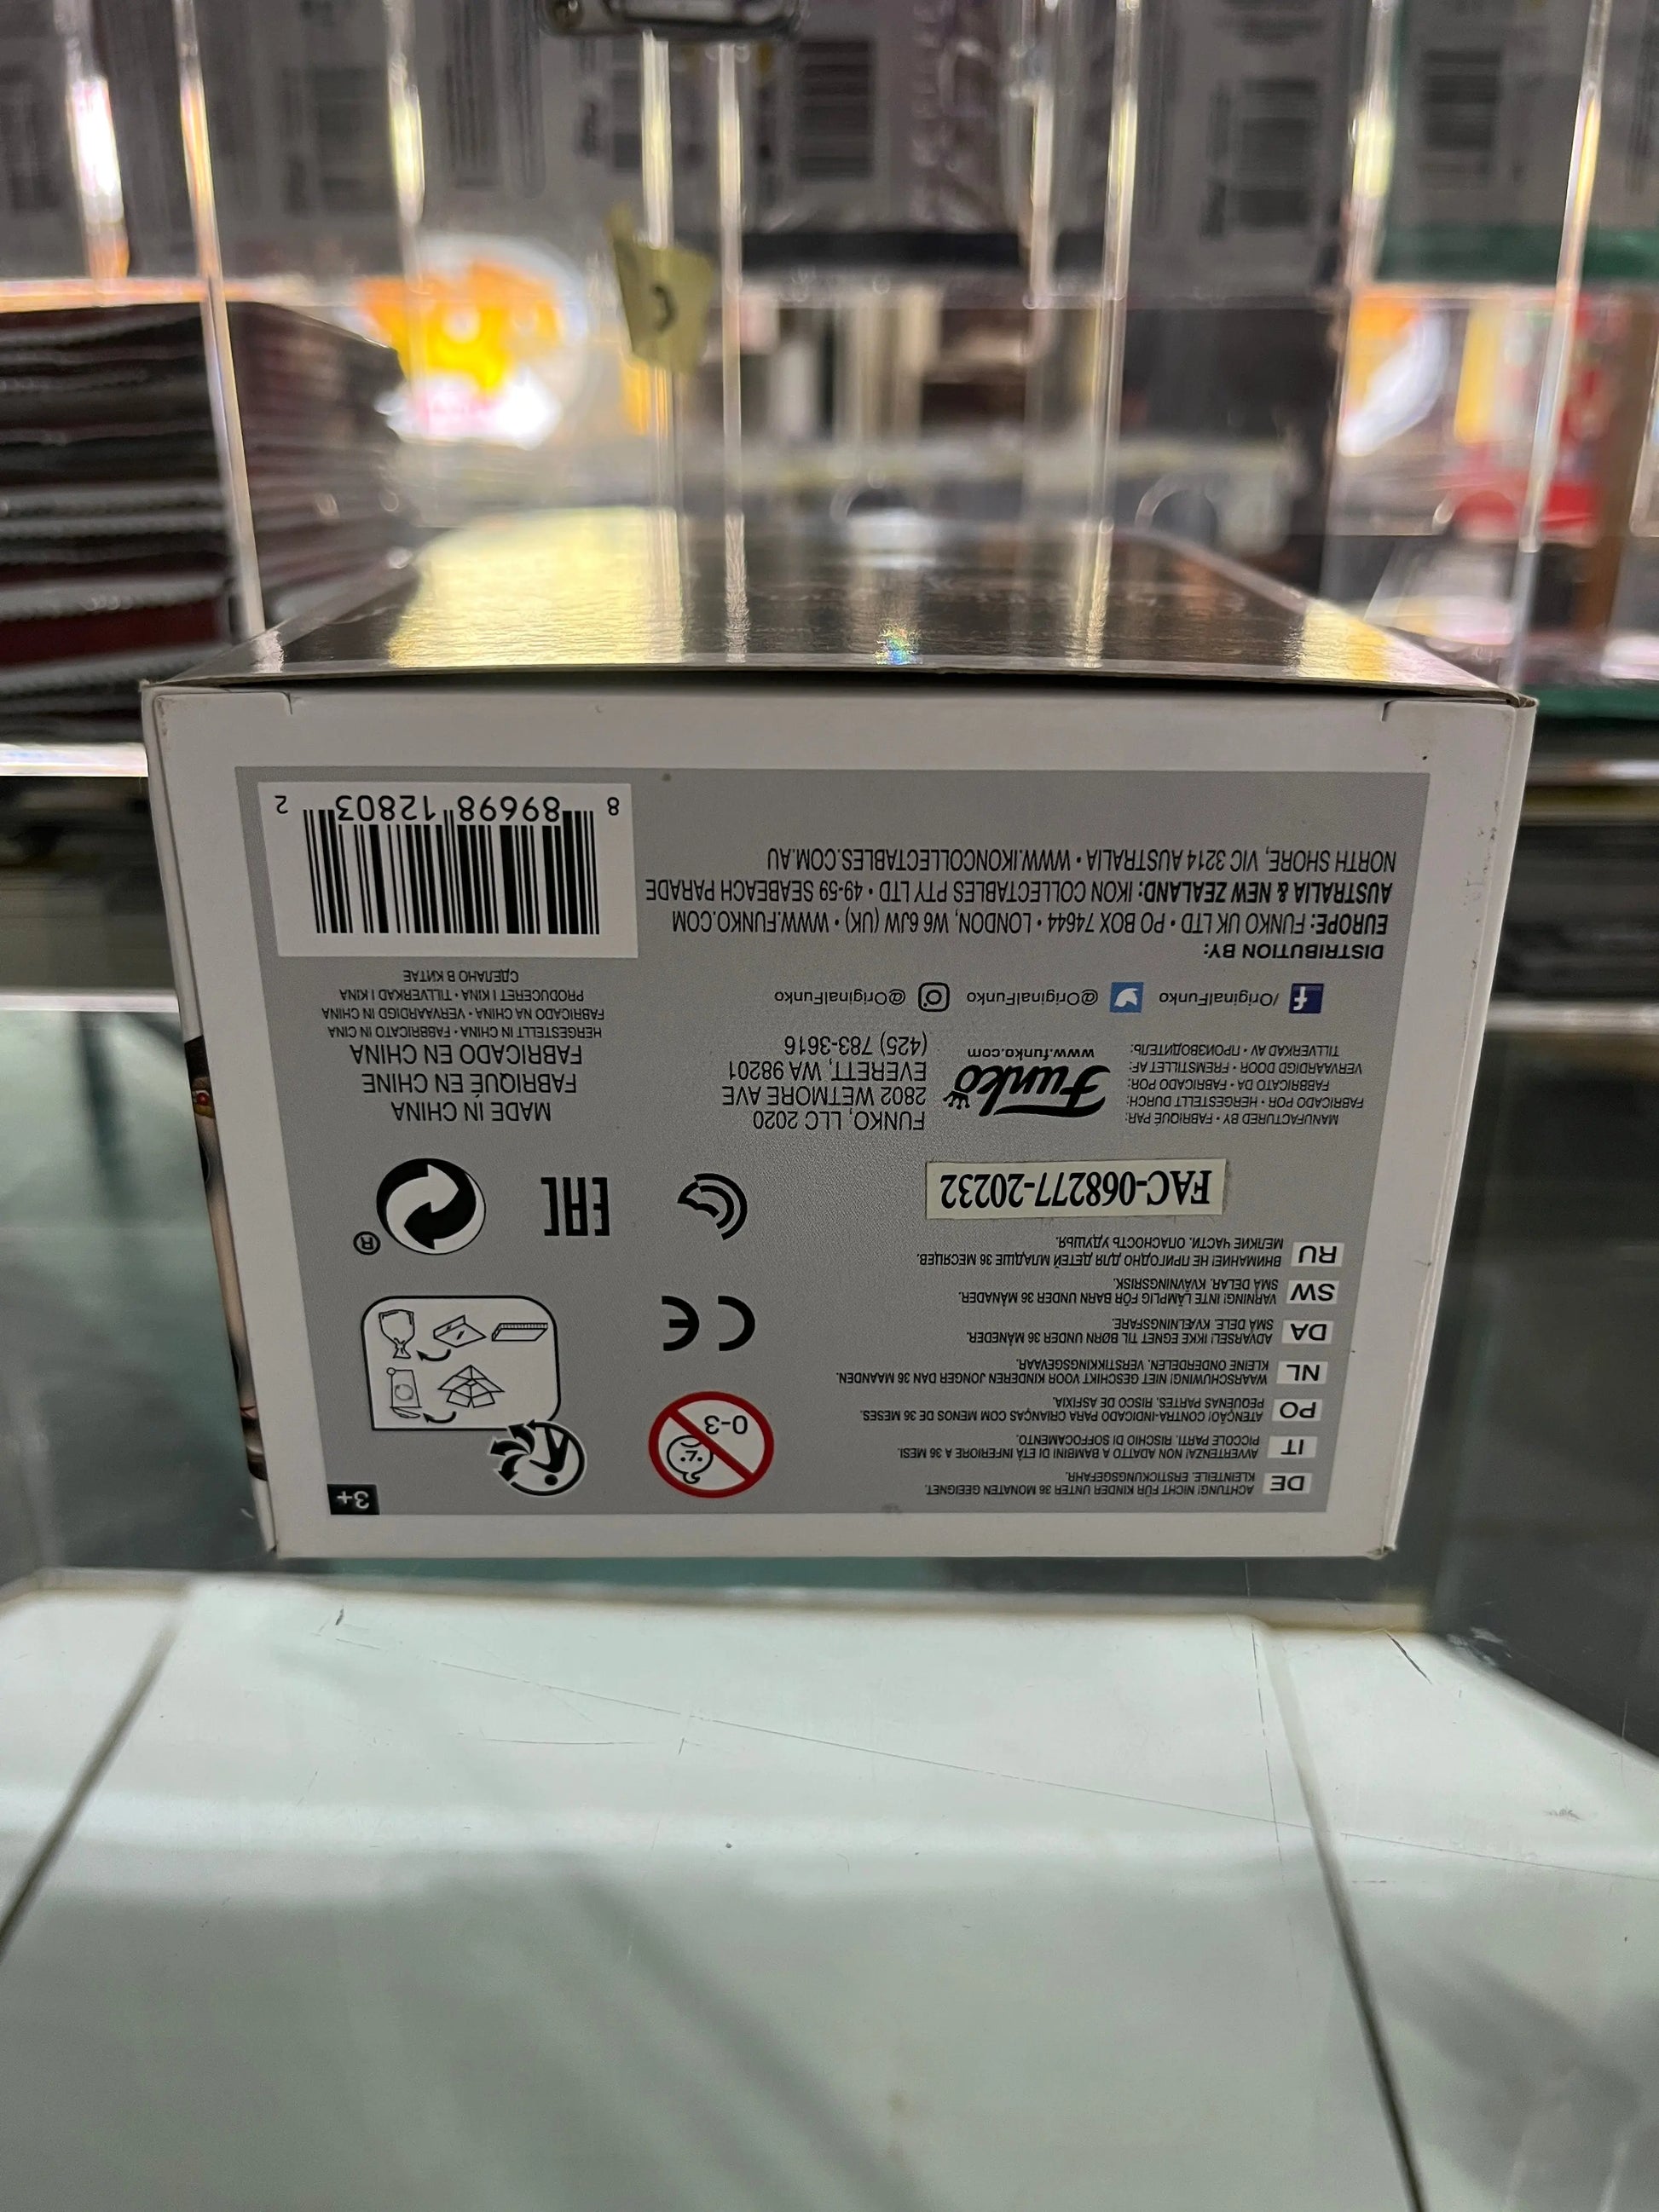 DE ACHTUNG! NICHT FÜR KINDER UNTER 36 MONATEN GEEIGNET.
KLEINTEILE. ERSTICKUNGSGEFAHR.
IT AVVERTENZA! NON ADATTO A BAMBINI DI ETÀ INFERIORE A 36 MESI.
PICCOLE PARTI. RISCHIO DI SOFFOCAMENTO.
PO ATENÇÃO! CONTRA-INDICADO PARA CRIANÇAS COM MENOS DE 36 MESES.
PEQUENAS PARTES. RISCO DE ASFIXIA.
NL WAARSCHUWING! NIET GESCHIKT VOOR KINDEREN JONGER DAN 36 MAANDEN.
KLEINE ONDERDELEN. VERSTIKKINGSGEVAAR.
DA ADVARSEL! IKKE EGNET TIL BØRN UNDER 36 MÅNEDER.
SMÅ DELE. KVÆLNINGSFARE.
SW VARNING! INTE LÄMPLIG FÖR BARN UNDER 36 MÅNADER.
SMÅ DELAR. KVÄVNINGSRISK.
RU ВНИМАНИЕ! НЕ ПРИГОДНО ДЛЯ ДЕТЕЙ МЛАДШЕ 36 МЕСЯЦЕВ.
МЕЛКИЕ ЧАСТИ. ОПАСНОСТЬ УДУШЬЯ.
0-3
3+
CE
EAC
®
FAC-068277-20232
MANUFACTURED BY • FABRIQUÉ PAR:
FABRICADO POR • HERGESTELLT DURCH:
FABBRICATO DA • FABRICADO POR:
VERVAARDIGD DOOR • FREMSTILLET AF:
TILLVERKAD AV • ПРОИЗВОДИТЕЛЬ:
Funko
www.funko.com
FUNKO, LLC 2020
2802 WETMORE AVE
EVERETT, WA 98201
(425) 783-3616
MADE IN CHINA
FABRIQUÉ EN CHINE
FABRICADO EN CHINA
HERGESTELLT IN CHINA • FABBRICATO IN CINA
FABRICADO NA CHINA • VERVAARDIGD IN CHINA
PRODUCERET I KINA • TILLVERKAD I KINA
СДЕЛАНО В КИТАЕ
/OriginalFunko @OriginalFunko @OriginalFunko
DISTRIBUTION BY:
EUROPE: FUNKO UK LTD • PO BOX 74644 • LONDON, W6 6JW (UK) • WWW.FUNKO.COM
AUSTRALIA & NEW ZEALAND: IKON COLLECTABLES PTY LTD • 49-59 SEABEACH PARADE
NORTH SHORE, VIC 3214 AUSTRALIA • WWW.IKONCOLLECTABLES.COM.AU
8 89698 12803 2